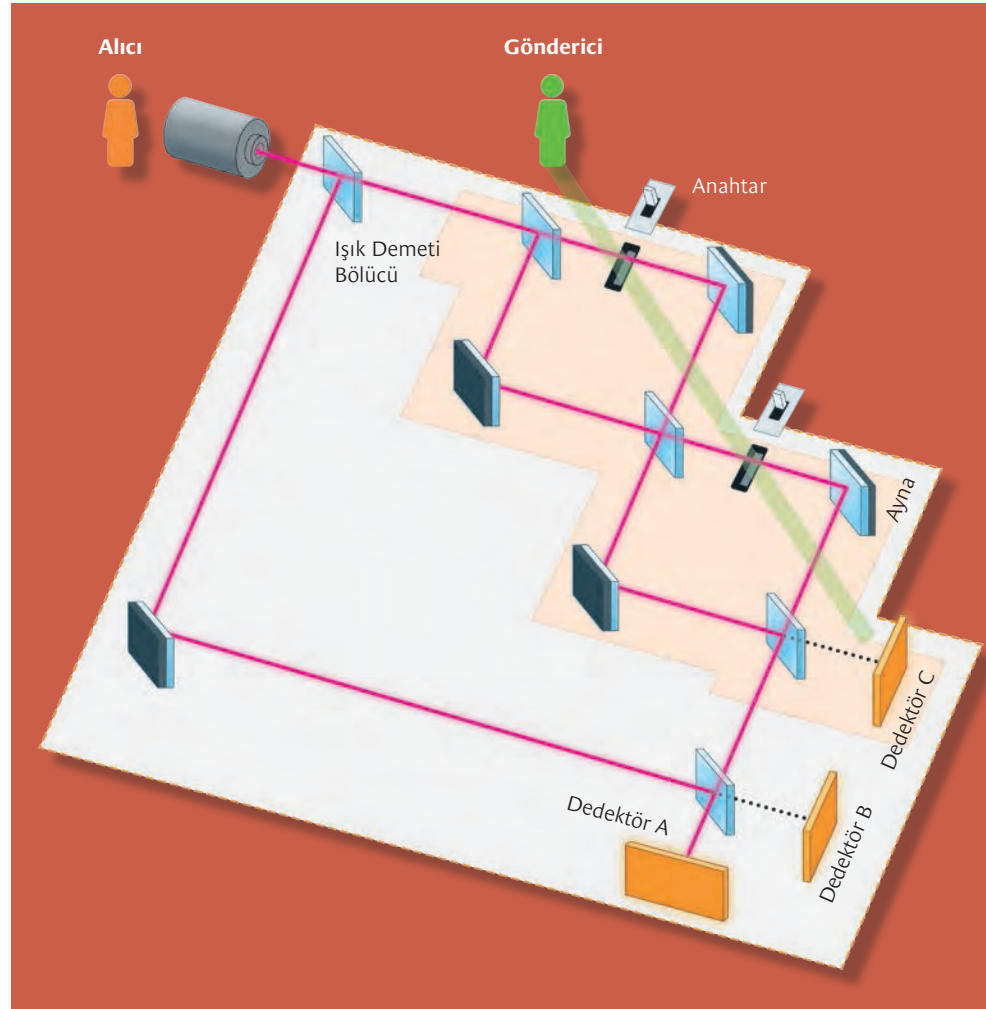 Alıcı
Gönderici
Anahtar
Işık Demeti
Bölücü
Ayna
Dedektör C
Dedektör A
Dedektör B